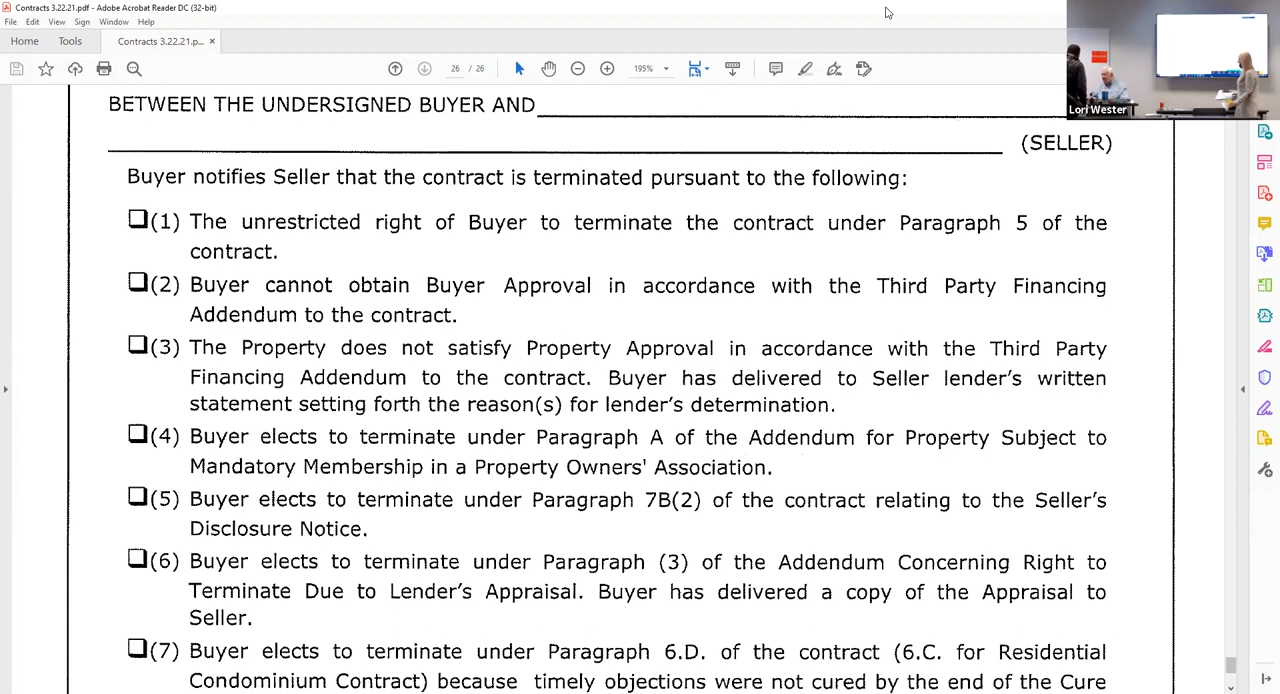 Contracts 3.22.21.pdf - Adobe Acrobat Reader DC (32-bit)
File Edit View Sign Window Help
Home Tools Contracts 3.22.21.p... ×
26 / 26 195%
Lori Wester
BETWEEN THE UNDERSIGNED BUYER AND
(SELLER)
Buyer notifies Seller that the contract is terminated pursuant to the following:
(1) The unrestricted right of Buyer to terminate the contract under Paragraph 5 of the
contract.
(2) Buyer cannot obtain Buyer Approval in accordance with the Third Party Financing
Addendum to the contract.
(3) The Property does not satisfy Property Approval in accordance with the Third Party
Financing Addendum to the contract. Buyer has delivered to Seller lender's written
statement setting forth the reason(s) for lender's determination.
(4) Buyer elects to terminate under Paragraph A of the Addendum for Property Subject to
Mandatory Membership in a Property Owners' Association.
(5) Buyer elects to terminate under Paragraph 7B(2) of the contract relating to the Seller's
Disclosure Notice.
(6) Buyer elects to terminate under Paragraph (3) of the Addendum Concerning Right to
Terminate Due to Lender's Appraisal. Buyer has delivered a copy of the Appraisal to
Seller.
(7) Buyer elects to terminate under Paragraph 6.D. of the contract (6.C. for Residential
Condominium Contract) because timely objections were not cured by the end of the Cure